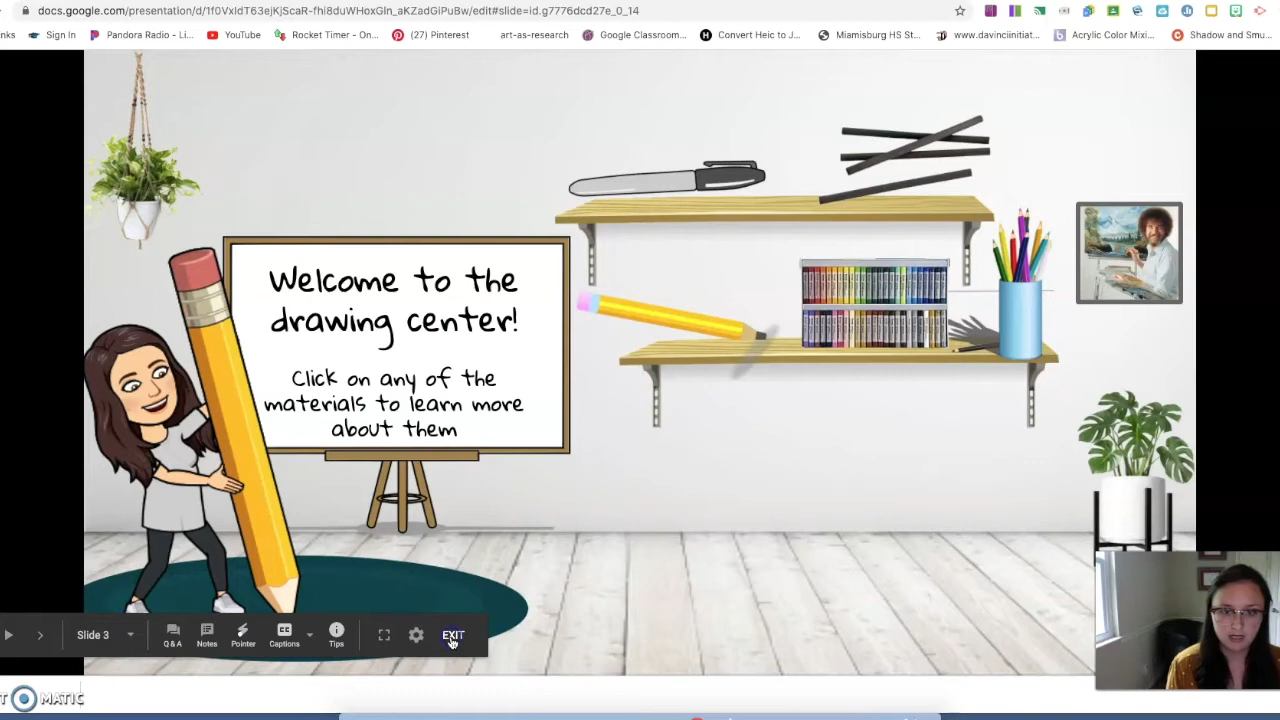 docs.google.com/presentation/d/1f0VxIdT63ejKjScaR-fhi8duWHoxGln_aKZadGiPuBw/edit#slide=id.g7776dcd27e_0_14
nks Sign In Pandora Radio - Li... YouTube Rocket Timer - On... (27) Pinterest art-as-research Google Classroom... Convert Heic to J... Miamisburg HS St... www.davinciinitiat... Acrylic Color Mixi... Shadow and Smu...
Welcome to the
drawing center!
Click on any of the
materials to learn more
about them
Slide 3 Q & A Notes Pointer Captions Tips EXIT
T MATIC